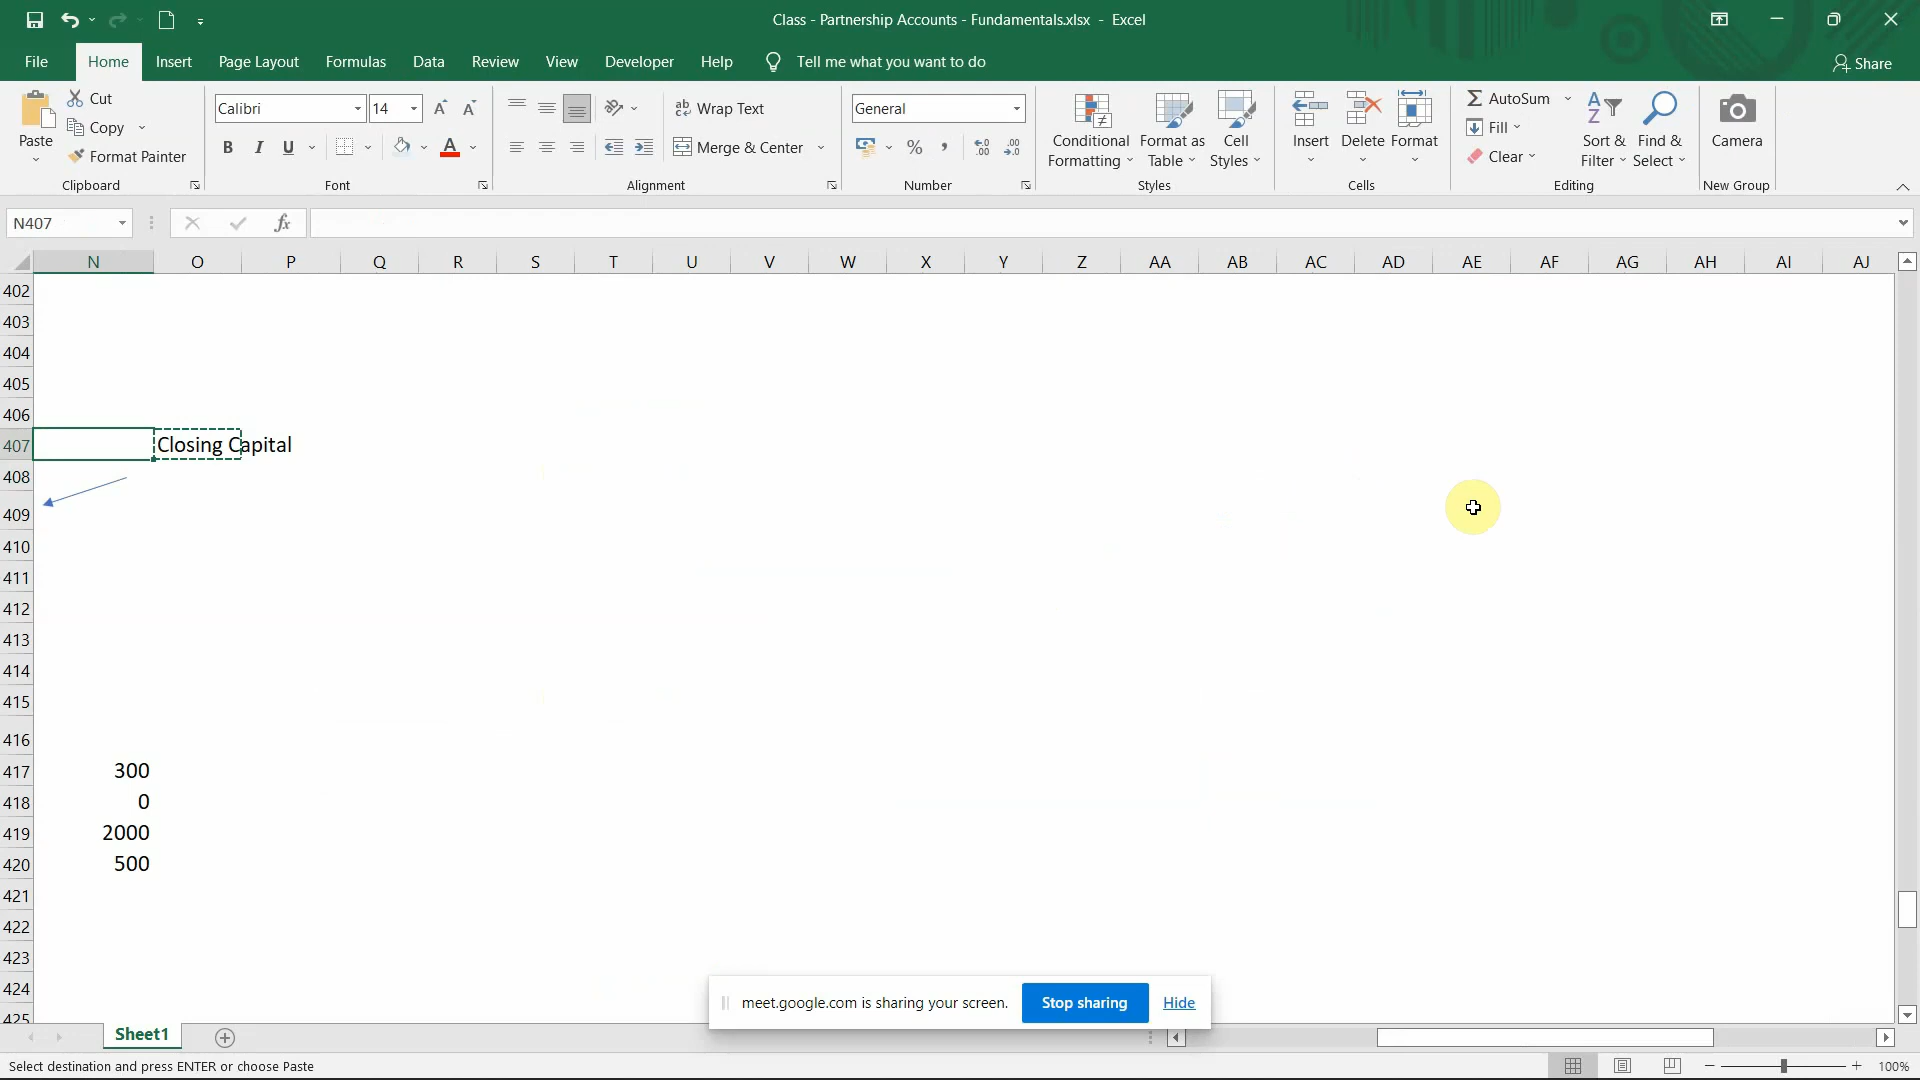 Class - Partnership Accounts - Fundamentals.xlsx - Excel
File Home Insert Page Layout Formulas Data Review View Developer Help Tell me what you want to do Share
Paste
Cut
Copy
Format Painter
Clipboard
Calibri 14
B I U
Font
Wrap Text
Merge & Center
Alignment
General
Number
Conditional Formatting
Format as Table
Cell Styles
Styles
Insert Delete Format
Cells
AutoSum
Fill
Clear
Sort & Filter
Find & Select
Editing
Camera
New Group
N407
fx
N O P Q R S T U V W X Y Z AA AB AC AD AE AF AG AH AI AJ
402
403
404
405
406
407 Closing Capital
408
409
410
411
412
413
414
415
416
417 300
418 0
419 2000
420 500
421
422
423
424
425
meet.google.com is sharing your screen. Stop sharing Hide
Sheet1
Select destination and press ENTER or choose Paste
100%